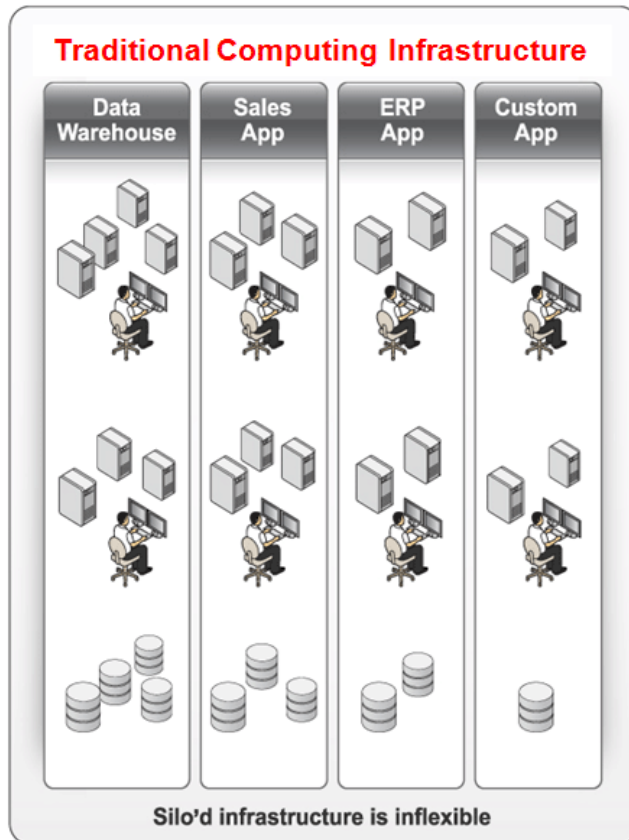 Traditional Computing Infrastructure
Data
Warehouse
Sales
App
ERP
App
Custom
App
Silo'd infrastructure is inflexible